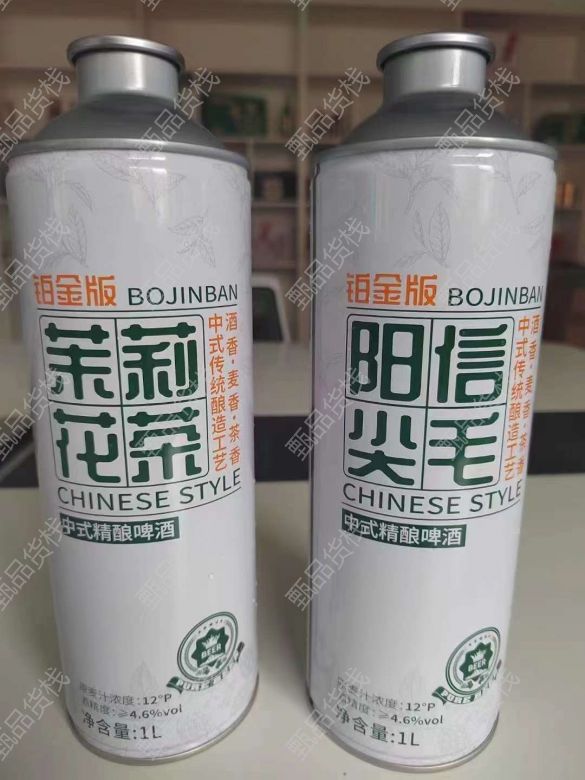 铂金版 BOJINBAN
茉莉
花茶
酒香·麦香·茶香
中式传统酿造工艺
CHINESE STYLE
中式精酿啤酒
BEER
原麦汁浓度:12°P
酒精度:≥4.6%vol
净含量:1L
铂金版 BOJINBAN
阳信
尖毛
酒香·麦香·茶香
中式传统酿造工艺
CHINESE STYLE
中式精酿啤酒
BEER
原麦汁浓度:12°P
酒精度:≥4.6%vol
净含量:1L
甄品货栈